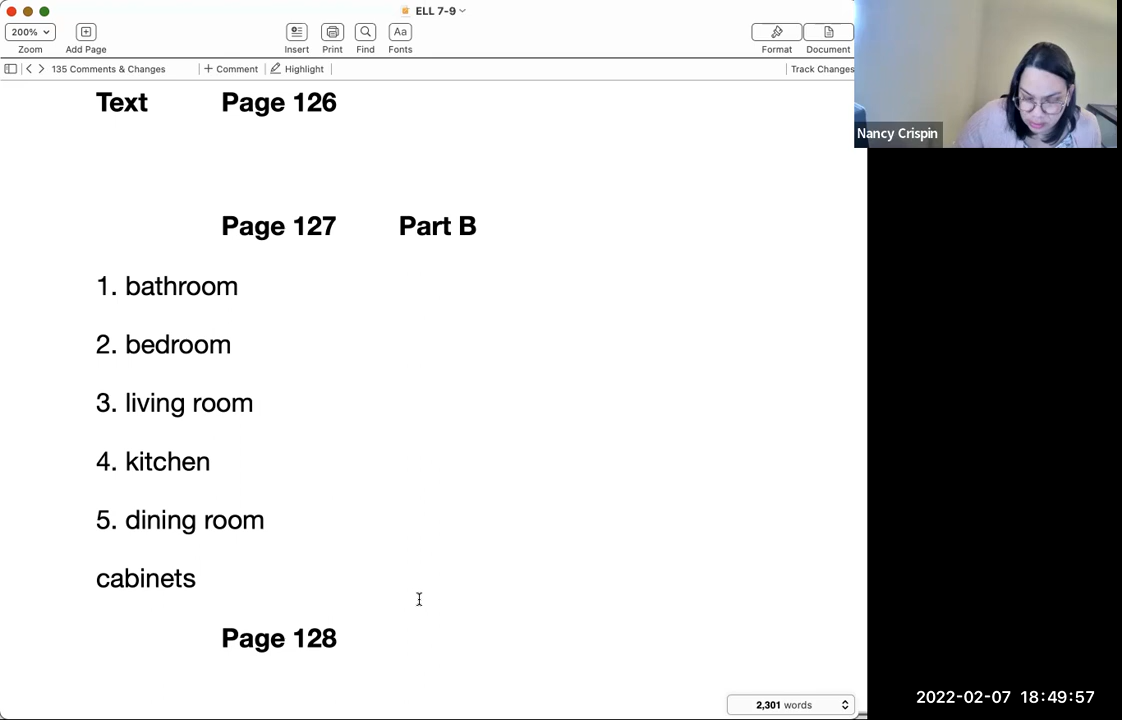 ELL 7-9
200%
Zoom
Add Page
Insert
Print
Find
Aa
Fonts
Format
Document
135 Comments & Changes
+ Comment
Highlight
Track Changes
Text Page 126
Page 127 Part B
1. bathroom
2. bedroom
3. living room
4. kitchen
5. dining room
cabinets
Page 128
2,301 words
Nancy Crispin
2022-02-07 18:49:57